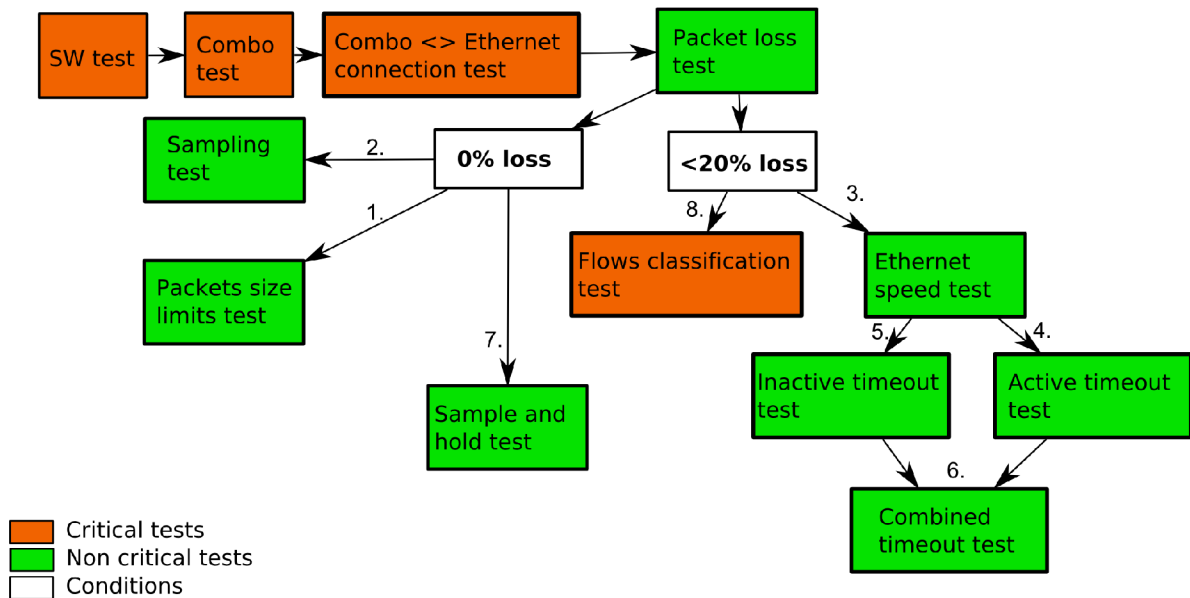 SW test
Combo
test
Combo <> Ethernet
connection test
Packet loss
test
Sampling
test
2.
0% loss
<20% loss
1.
8.
3.
Packets size
limits test
Flows classification
test
Ethernet
speed test
7.
5.
4.
Inactive timeout
test
Active timeout
test
Sample and
hold test
6.
Combined
timeout test
Critical tests
Non critical tests
Conditions